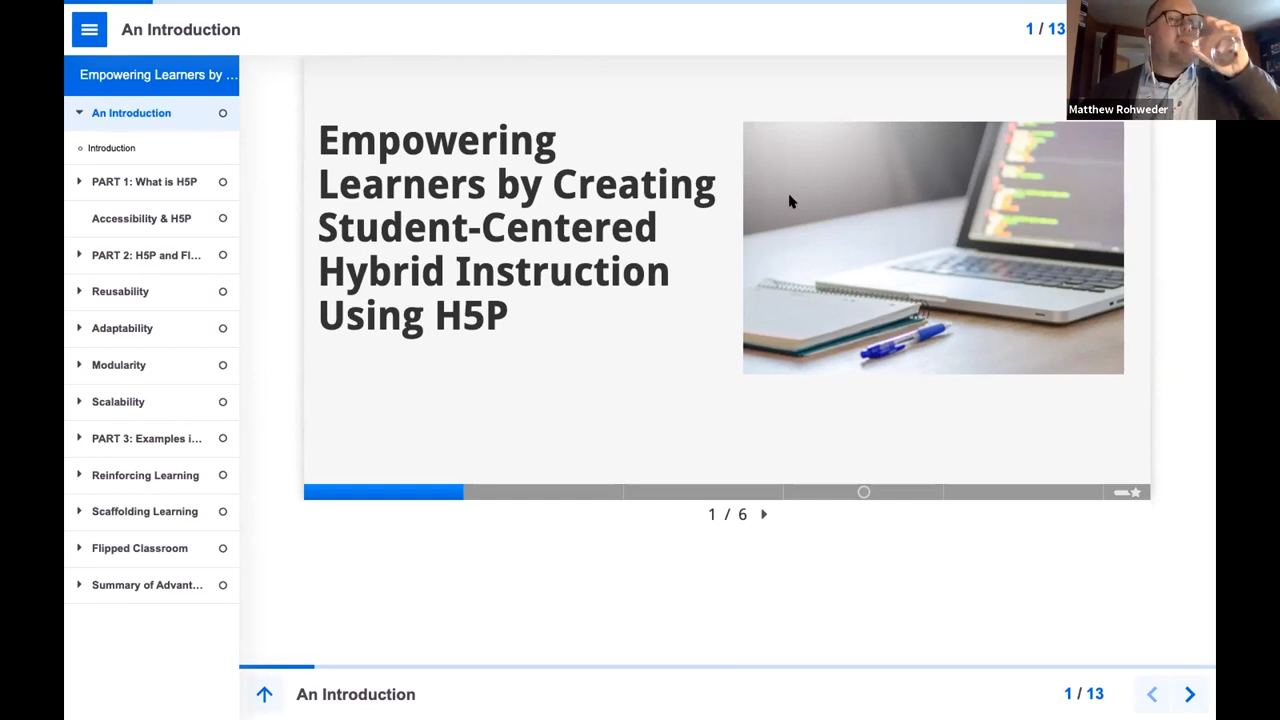 An Introduction
1 / 13
Matthew Rohweder
Empowering Learners by ...
An Introduction
Introduction
PART 1: What is H5P
Accessibility & H5P
PART 2: H5P and Fl...
Reusability
Adaptability
Modularity
Scalability
PART 3: Examples i...
Reinforcing Learning
Scaffolding Learning
Flipped Classroom
Summary of Advant...
Empowering
Learners by Creating
Student-Centered
Hybrid Instruction
Using H5P
1 / 6
An Introduction
1 / 13